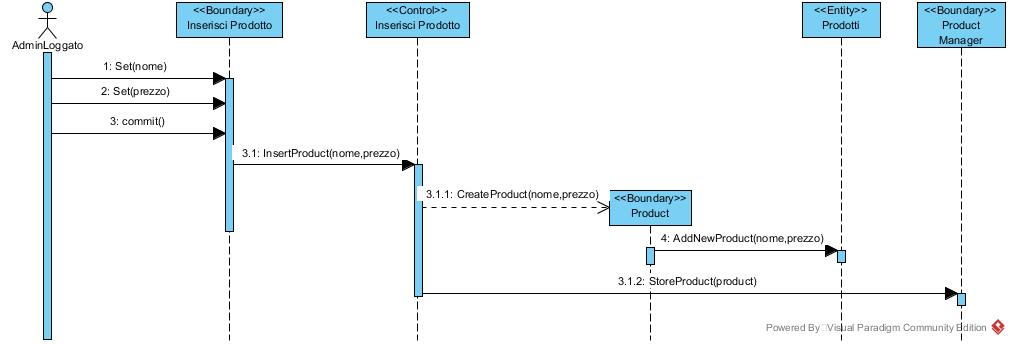 <<Boundary>>
Inserisci Prodotto
<<Control>>
Inserisci Prodotto
<<Entity>>
Prodotti
<<Boundary>>
Product
Manager
AdminLoggato
1: Set(nome)
2: Set(prezzo)
3: commit()
3.1: InsertProduct(nome,prezzo)
3.1.1: CreateProduct(nome,prezzo)
<<Boundary>>
Product
4: AddNewProduct(nome,prezzo)
3.1.2: StoreProduct(product)
Powered By Visual Paradigm Community Edition